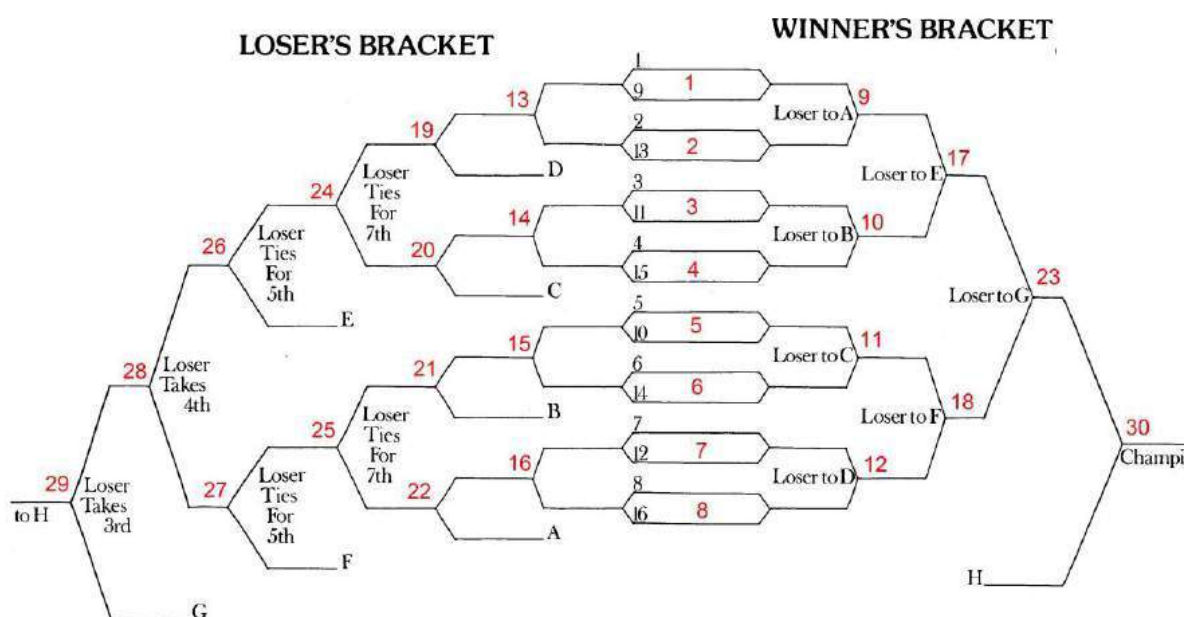 LOSER'S BRACKET
WINNER'S BRACKET
1
1
9
2
2
13
3
3
11
4
4
15
5
5
10
6
6
14
7
7
12
8
8
16
9
Loser to A
10
Loser to B
11
Loser to C
12
Loser to D
17
Loser to E
18
Loser to F
23
Loser to G
30
Champi
H
13
14
15
16
19
D
20
C
21
B
22
A
24
Loser
Ties
For
7th
25
Loser
Ties
For
7th
26
Loser
Ties
For
5th
E
27
Loser
Ties
For
5th
F
28
Loser
Takes
4th
29
Loser
Takes
3rd
to H
G